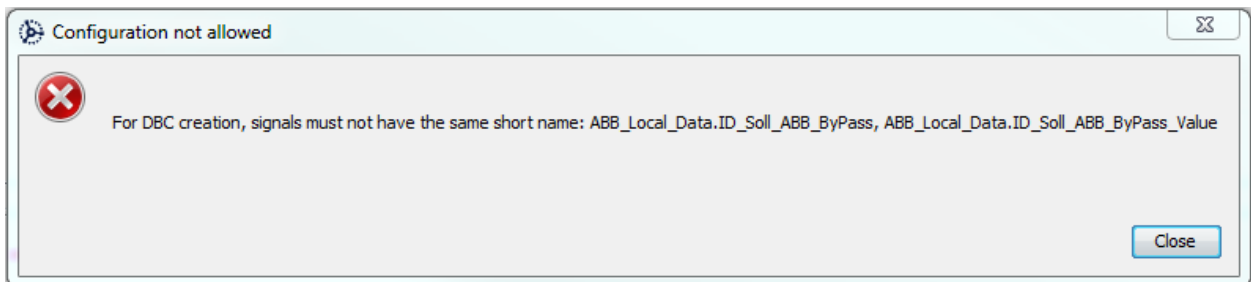 Configuration not allowed
For DBC creation, signals must not have the same short name: ABB_Local_Data.ID_Soll_ABB_ByPass, ABB_Local_Data.ID_Soll_ABB_ByPass_Value
Close